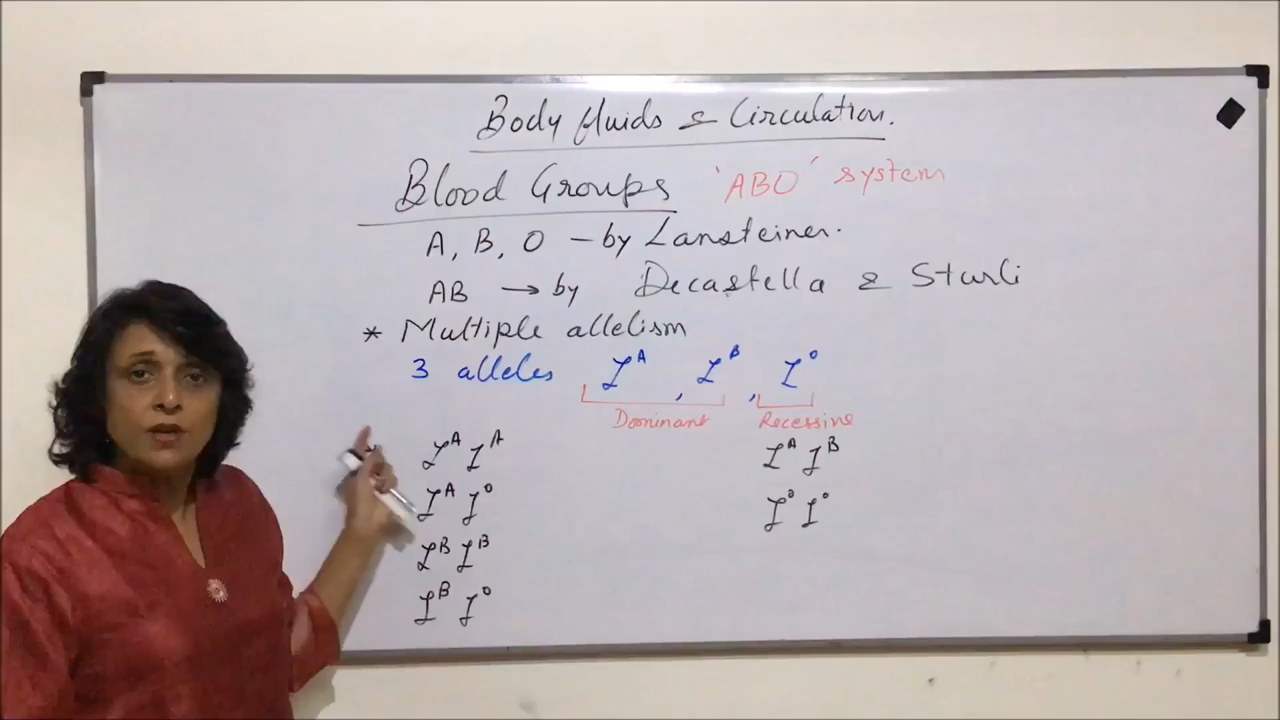 Body fluids & Circulation.
Blood Groups 'ABO' system
A, B, O – by Lansteiner.
AB → by Decastella & Sturli
* Multiple allelism
3 alleles I^A, I^B, I^O
Dominant Recessive
I^A I^A I^A I^B
I^A I^O I^O I^O
I^B I^B
I^B I^O